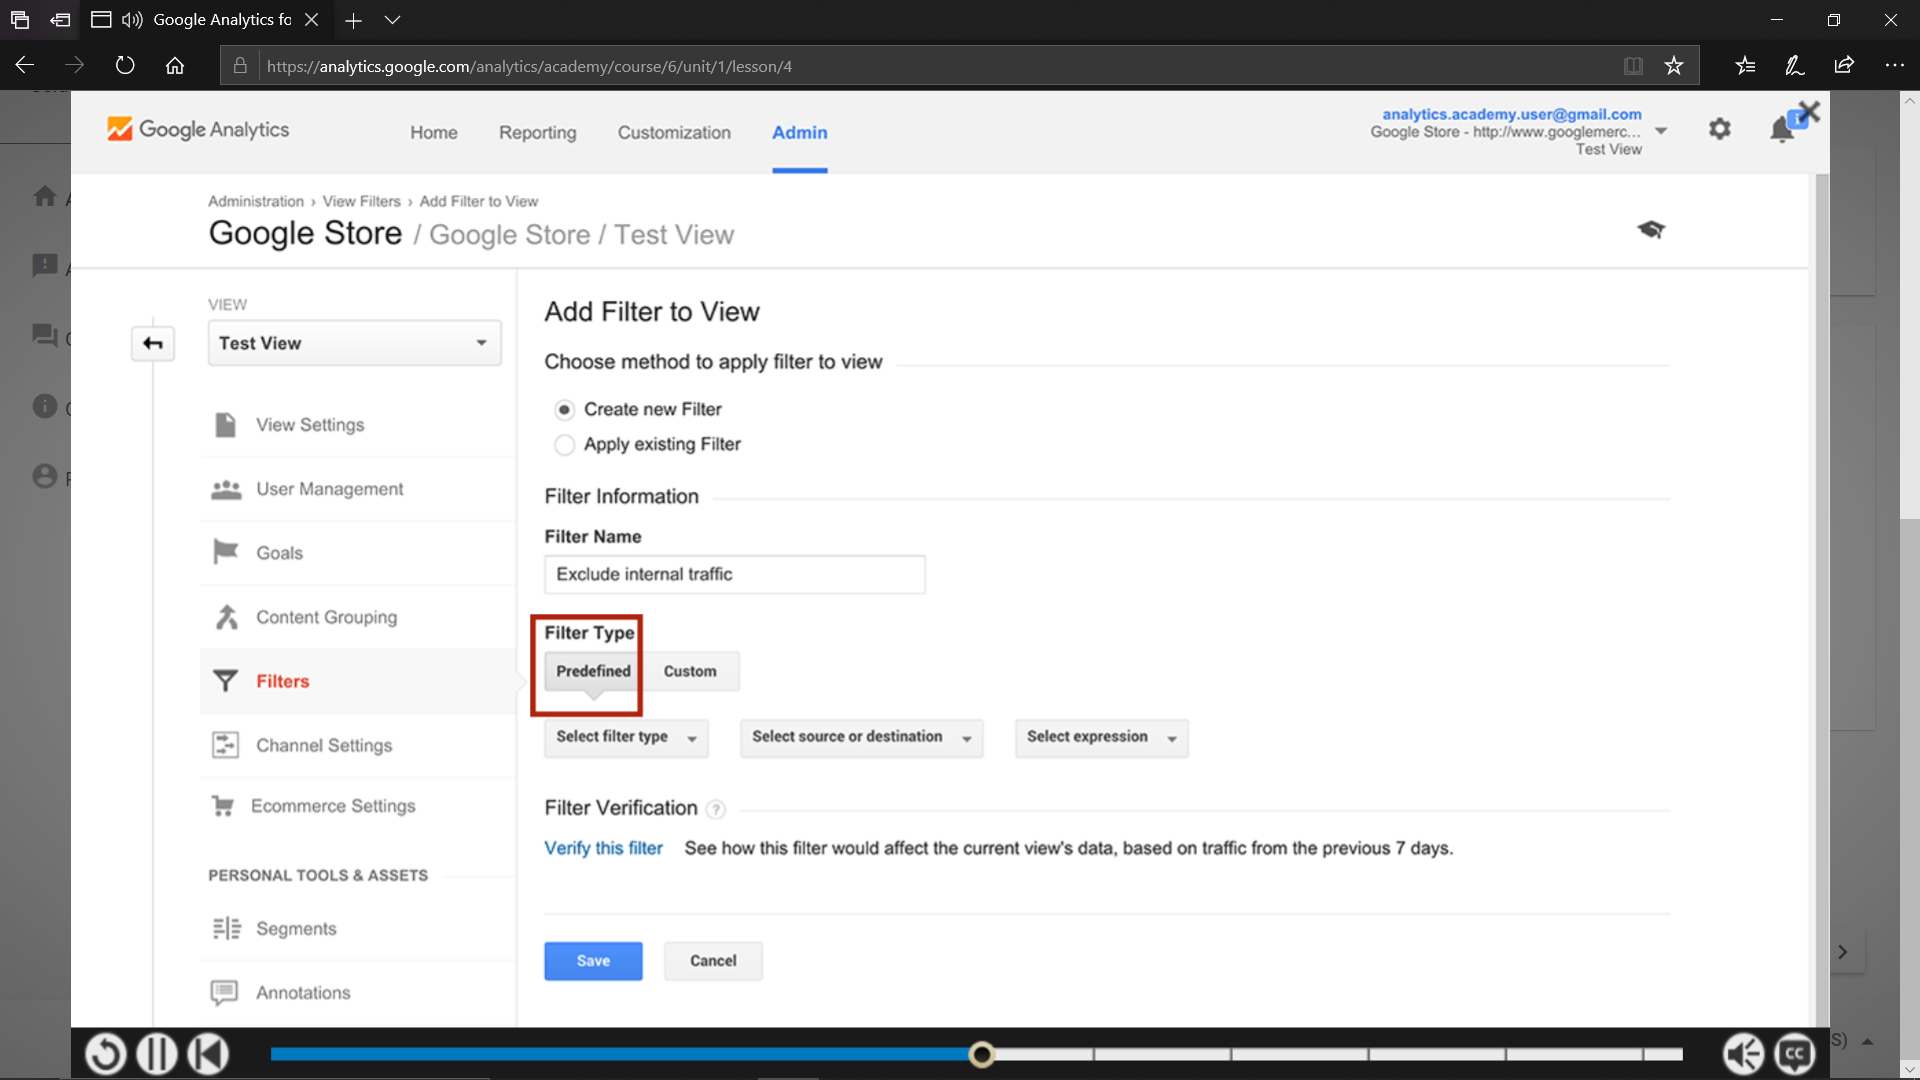 Google Analytics fo
https://analytics.google.com/analytics/academy/course/6/unit/1/lesson/4
Google Analytics
Home
Reporting
Customization
Admin
analytics.academy.user@gmail.com
Google Store - http://www.googlemerc...
Test View
Administration › View Filters › Add Filter to View
Google Store / Google Store / Test View
VIEW
Test View
View Settings
User Management
Goals
Content Grouping
Filters
Channel Settings
Ecommerce Settings
PERSONAL TOOLS & ASSETS
Segments
Annotations
Add Filter to View
Choose method to apply filter to view
Create new Filter
Apply existing Filter
Filter Information
Filter Name
Exclude internal traffic
Filter Type
Predefined
Custom
Select filter type
Select source or destination
Select expression
Filter Verification ?
Verify this filter See how this filter would affect the current view's data, based on traffic from the previous 7 days.
Save
Cancel
CC
S)